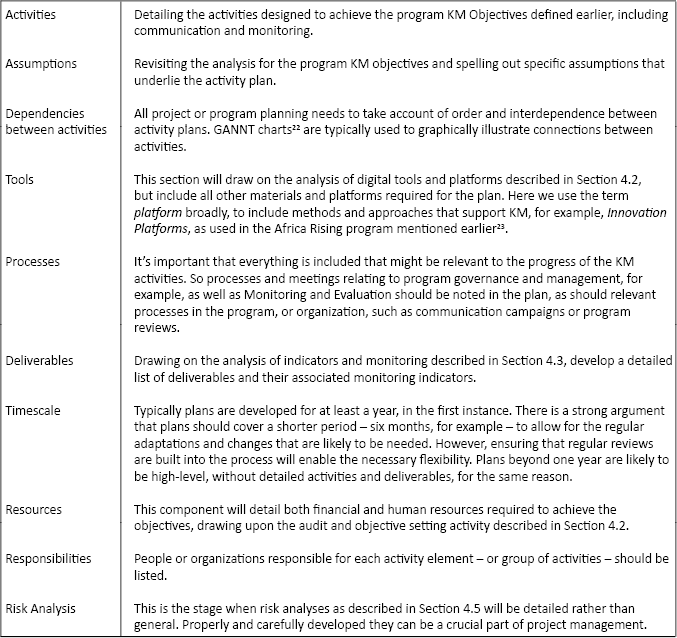 Activities
Detailing the activities designed to achieve the program KM Objectives defined earlier, including
communication and monitoring.
Assumptions
Revisiting the analysis for the program KM objectives and spelling out specific assumptions that
underlie the activity plan.
Dependencies
between activities
All project or program planning needs to take account of order and interdependence between
activity plans. GANNT charts²² are typically used to graphically illustrate connections between
activities.
Tools
This section will draw on the analysis of digital tools and platforms described in Section 4.2,
but include all other materials and platforms required for the plan. Here we use the term
platform broadly, to include methods and approaches that support KM, for example, Innovation
Platforms, as used in the Africa Rising program mentioned earlier²³.
Processes
It’s important that everything is included that might be relevant to the progress of the KM
activities. So processes and meetings relating to program governance and management, for
example, as well as Monitoring and Evaluation should be noted in the plan, as should relevant
processes in the program, or organization, such as communication campaigns or program
reviews.
Deliverables
Drawing on the analysis of indicators and monitoring described in Section 4.3, develop a detailed
list of deliverables and their associated monitoring indicators.
Timescale
Typically plans are developed for at least a year, in the first instance. There is a strong argument
that plans should cover a shorter period – six months, for example – to allow for the regular
adaptations and changes that are likely to be needed. However, ensuring that regular reviews
are built into the process will enable the necessary flexibility. Plans beyond one year are likely to
be high-level, without detailed activities and deliverables, for the same reason.
Resources
This component will detail both financial and human resources required to achieve the
objectives, drawing upon the audit and objective setting activity described in Section 4.2.
Responsibilities
People or organizations responsible for each activity element – or group of activities – should be
listed.
Risk Analysis
This is the stage when risk analyses as described in Section 4.5 will be detailed rather than
general. Properly and carefully developed they can be a crucial part of project management.